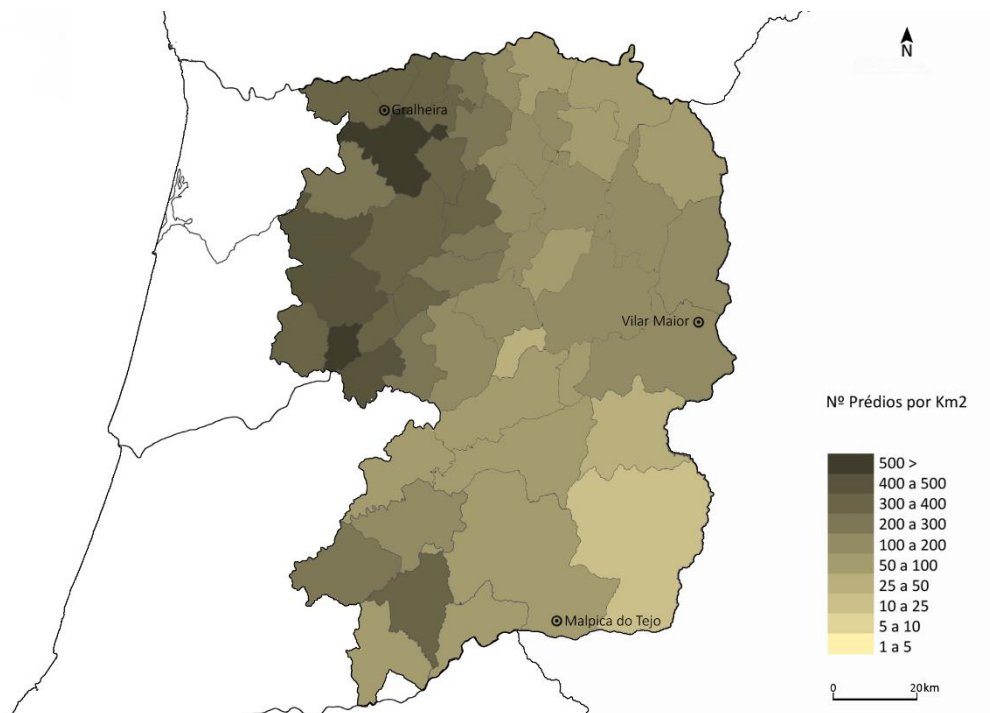 N
Gralheira
Vilar Maior
Nº Prédios por Km2
500 >
400 a 500
300 a 400
200 a 300
100 a 200
50 a 100
25 a 50
10 a 25
5 a 10
1 a 5
Malpica do Tejo
0 20km